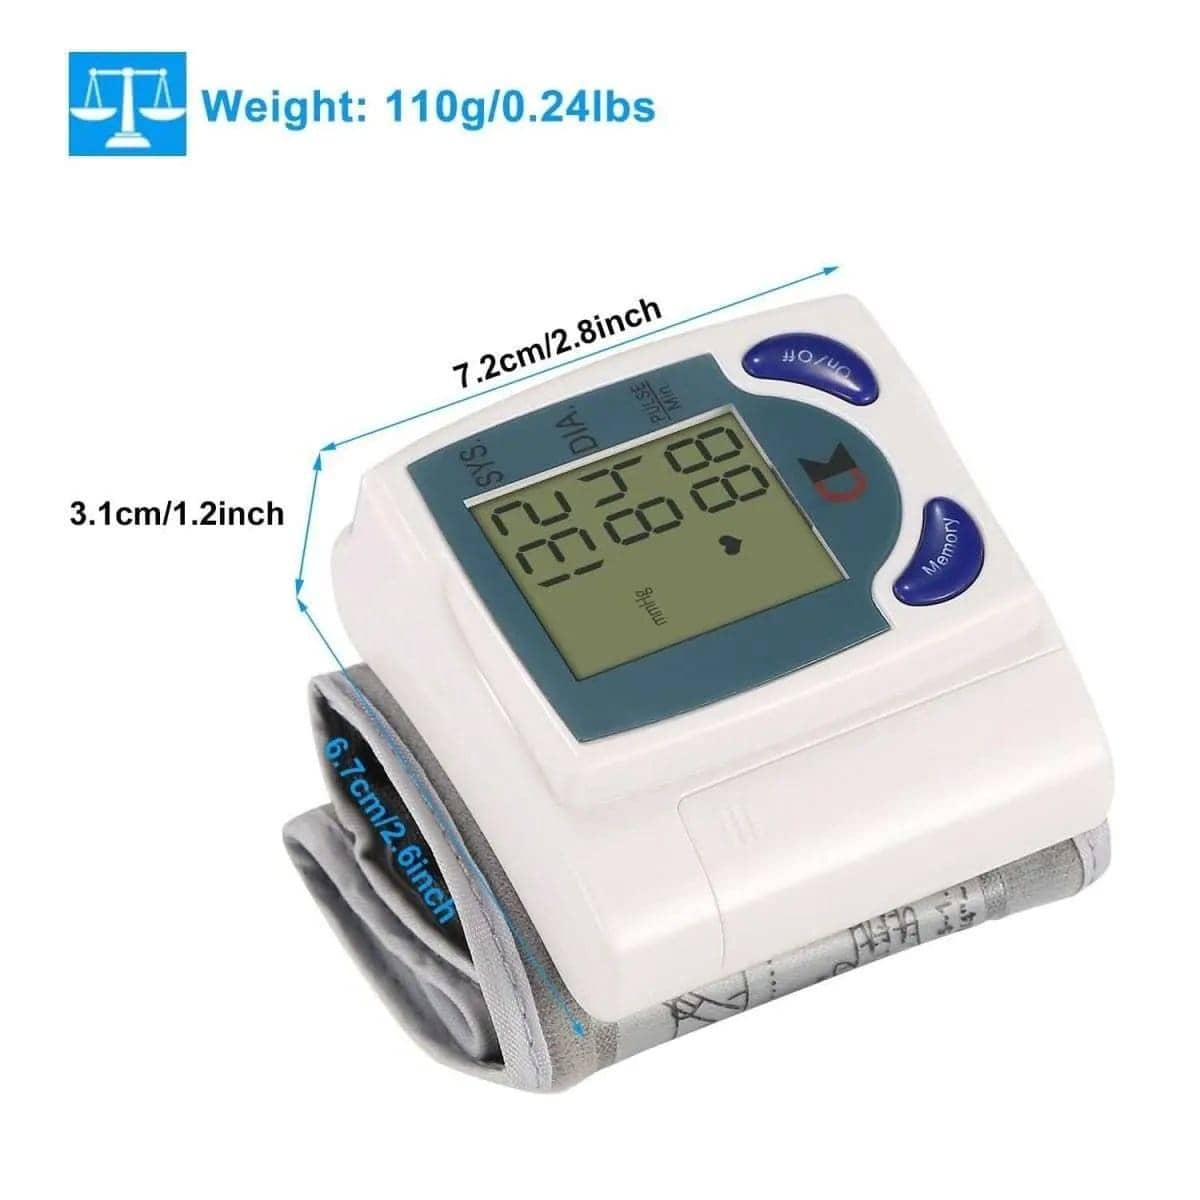 Weight: 110g/0.24lbs
7.2cm/2.8inch
3.1cm/1.2inch
6.7cm/2.6inch
On/Off
PULSE
Min.
DIA.
SYS.
Memory
mmHg